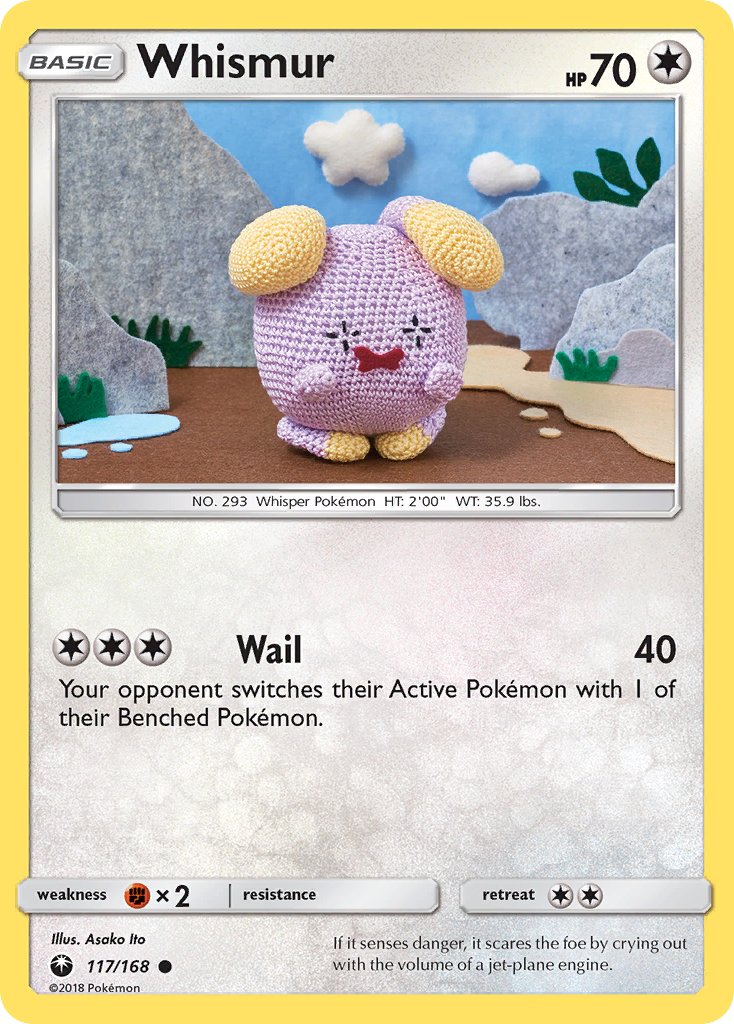 BASIC Whismur HP 70
NO. 293 Whisper Pokémon HT: 2'00" WT: 35.9 lbs.
Wail 40
Your opponent switches their Active Pokémon with 1 of
their Benched Pokémon.
weakness × 2 resistance retreat
Illus. Asako Ito
117/168
©2018 Pokémon
If it senses danger, it scares the foe by crying out
with the volume of a jet-plane engine.